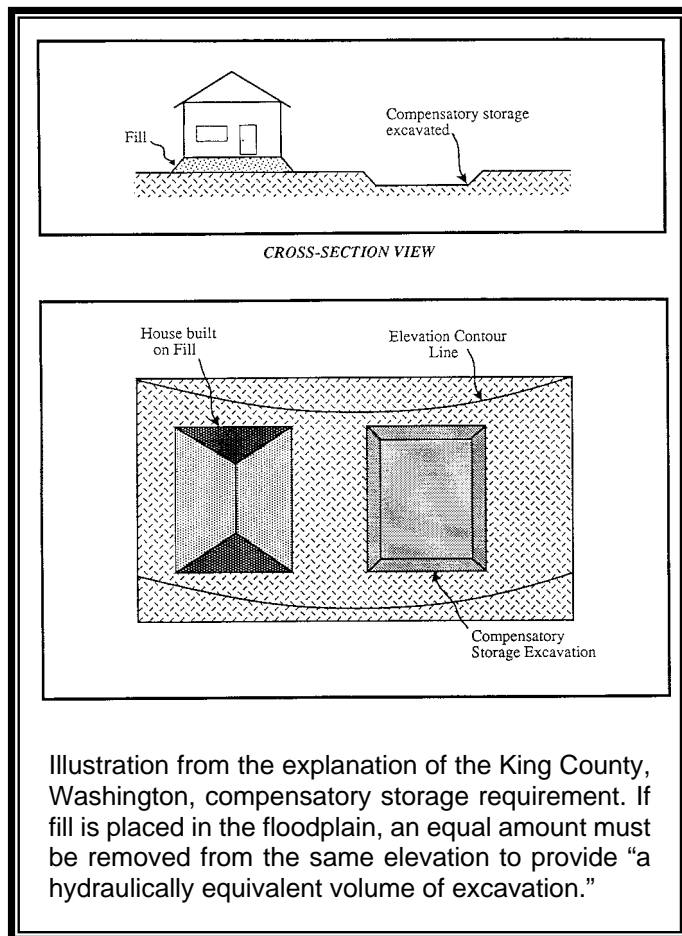 Fill
Compensatory storage
excavated
CROSS-SECTION VIEW
House built
on Fill
Elevation Contour
Line
Compensatory
Storage Excavation
Illustration from the explanation of the King County,
Washington, compensatory storage requirement. If
fill is placed in the floodplain, an equal amount must
be removed from the same elevation to provide “a
hydraulically equivalent volume of excavation.”